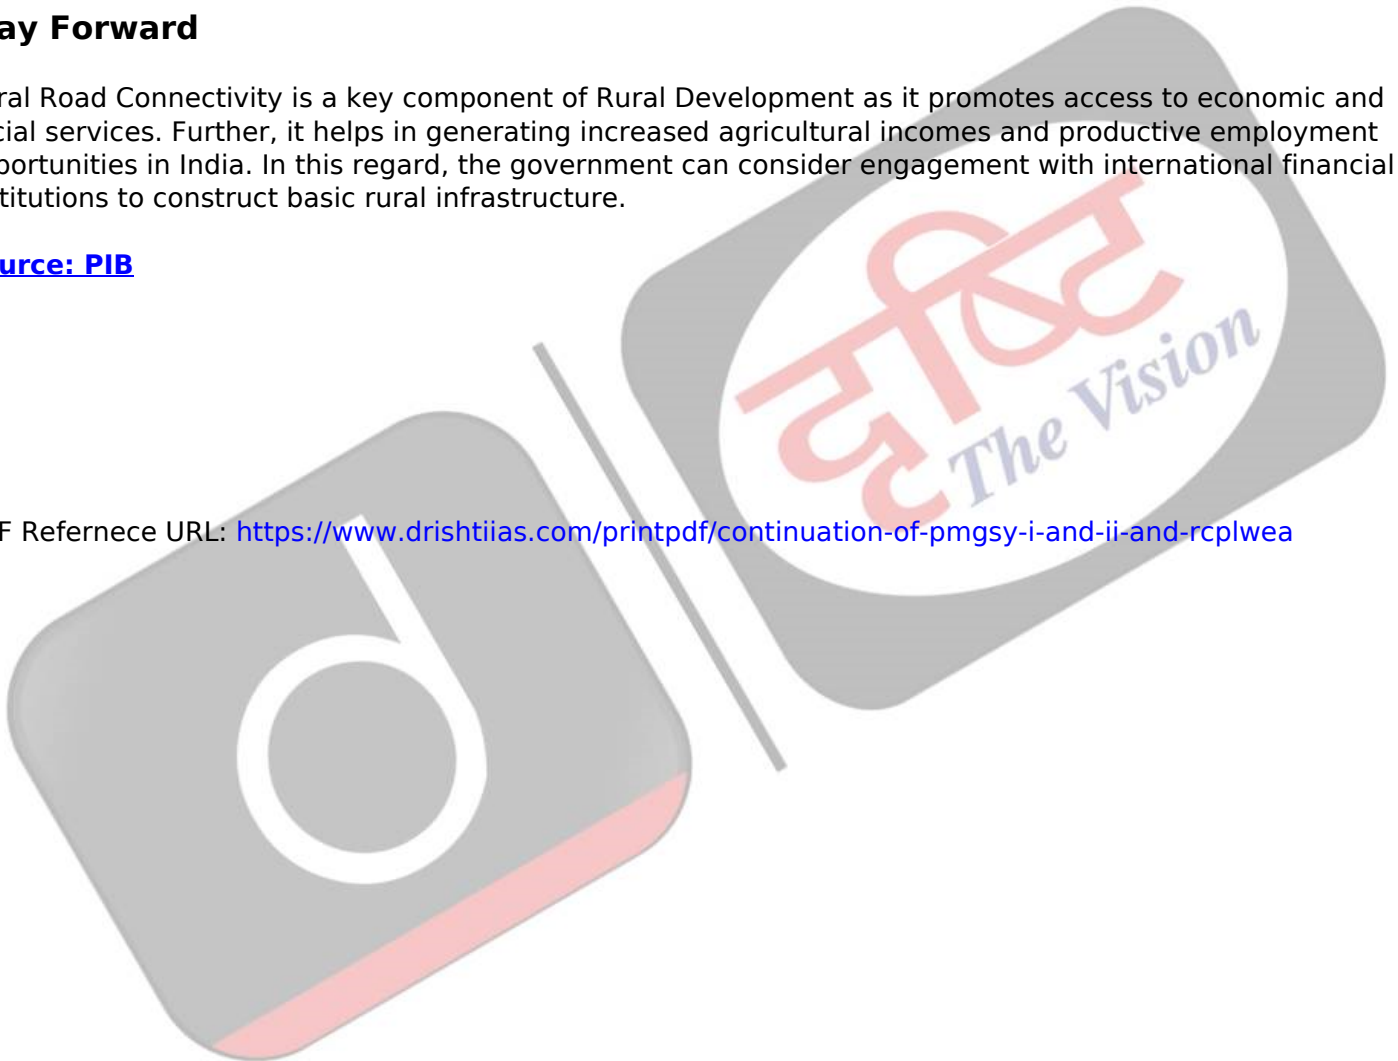 ay Forward
ral Road Connectivity is a key component of Rural Development as it promotes access to economic and
cial services. Further, it helps in generating increased agricultural incomes and productive employment
portunities in India. In this regard, the government can consider engagement with international financial
titutions to construct basic rural infrastructure.
urce: PIB
दृष्टि
The Vision
F Refernece URL: https://www.drishtiias.com/printpdf/continuation-of-pmgsy-i-and-ii-and-rcplwea
d